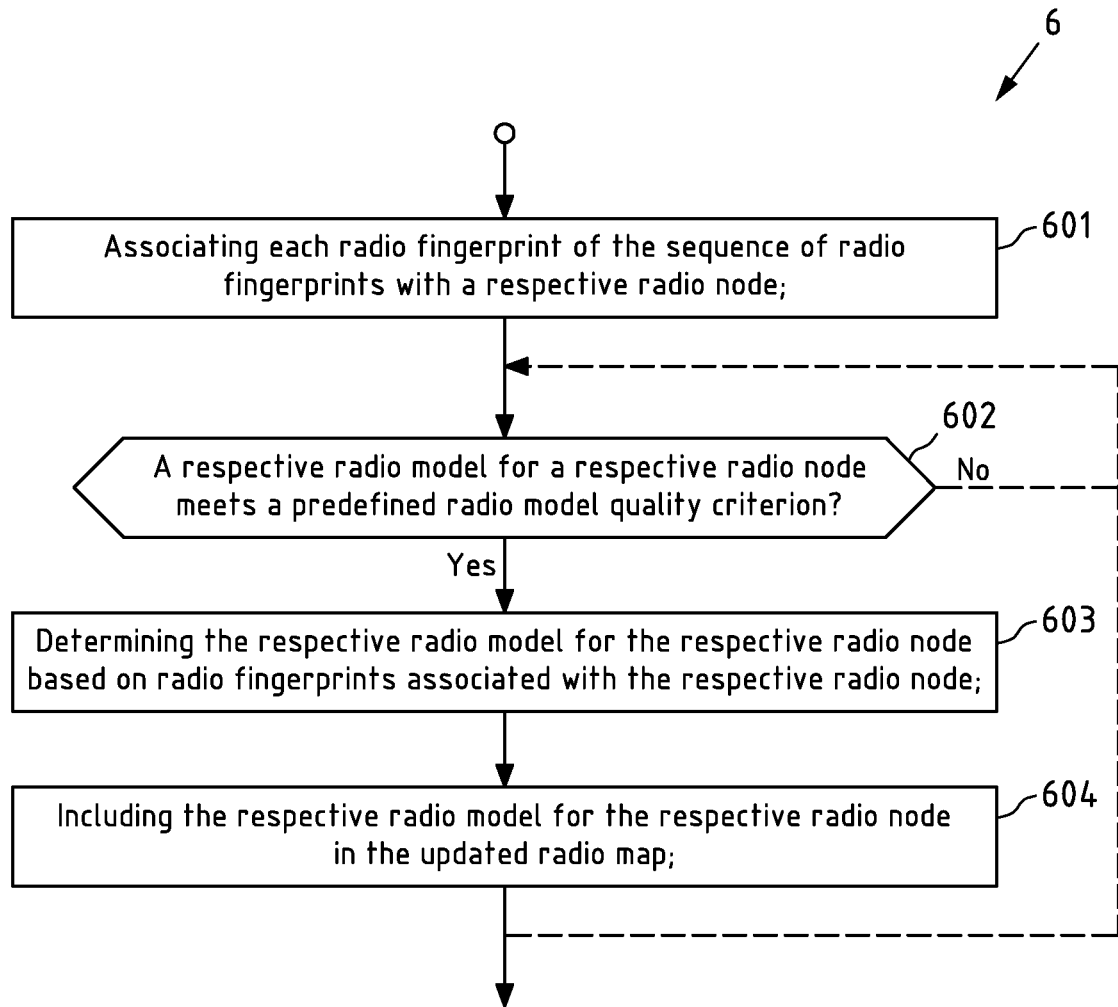 6
Associating each radio fingerprint of the sequence of radio
fingerprints with a respective radio node;
601
A respective radio model for a respective radio node
meets a predefined radio model quality criterion?
602
No
Yes
Determining the respective radio model for the respective radio node
based on radio fingerprints associated with the respective radio node;
603
Including the respective radio model for the respective radio node
in the updated radio map;
604